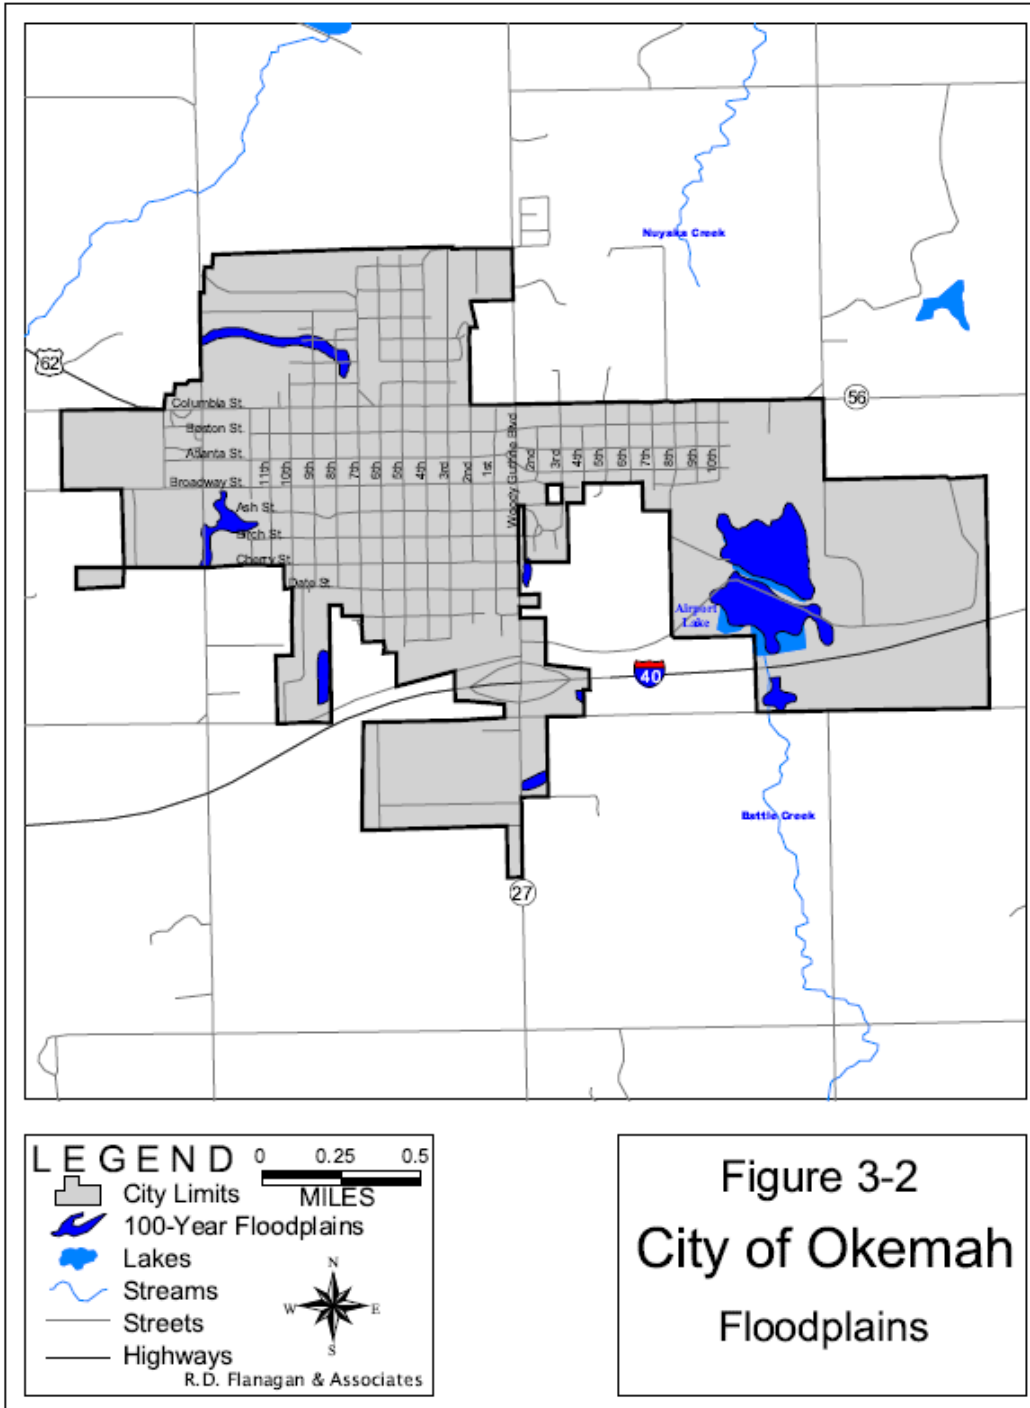 Nuyaka Creek
62
56
Columbia St.
Boston St.
Atlanta St.
Broadway St.
11th
10th
9th
8th
7th
6th
5th
4th
3rd
2nd
1st
Woody Guthrie Blvd
2nd
3rd
4th
5th
6th
7th
8th
9th
10th
Ash St.
Birch St.
Cherry St.
Date St.
Airport
Lake
40
Battle Creek
27
LEGEND
0 0.25 0.5
MILES
City Limits
100-Year Floodplains
Lakes
Streams
Streets
Highways
N
W E
S
R.D. Flanagan & Associates
Figure 3-2
City of Okemah
Floodplains